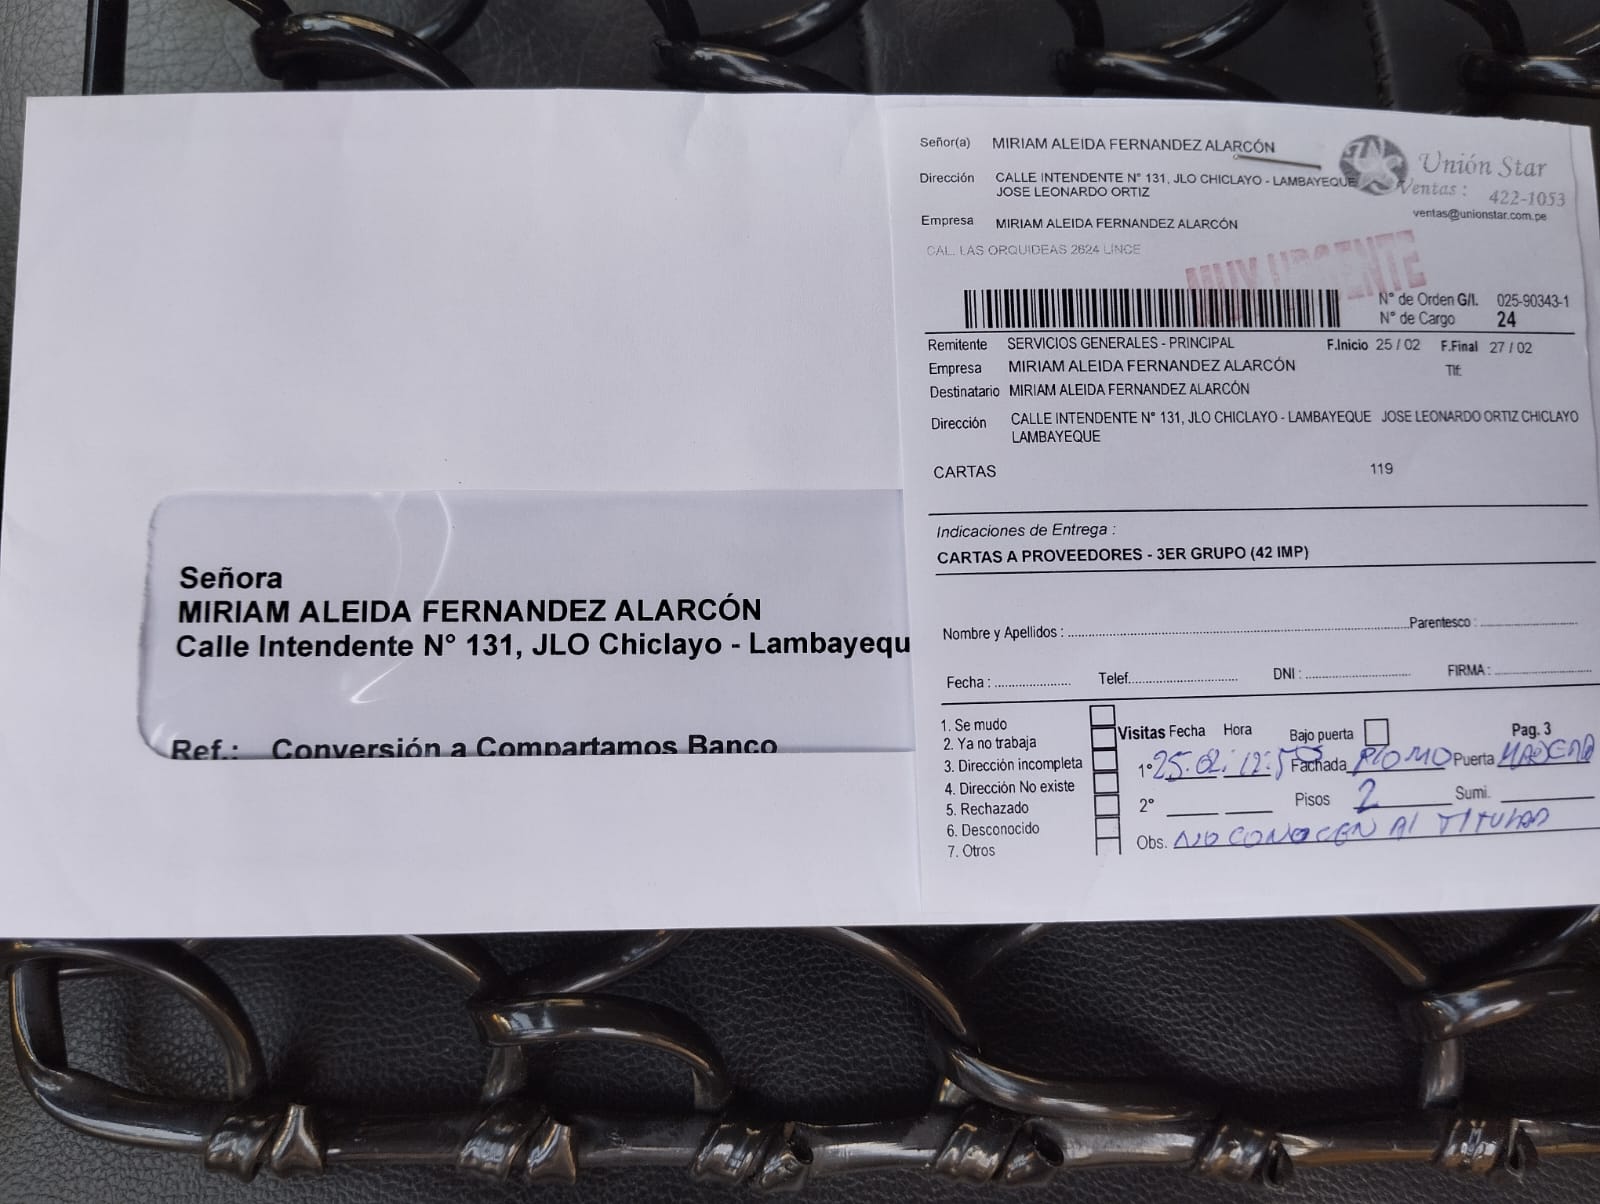 Señora
MIRIAM ALEIDA FERNANDEZ ALARCÓN
Calle Intendente N° 131, JLO Chiclayo - Lambayequ
Ref.: Conversión a Compartamos Banco
Señor(a) MIRIAM ALEIDA FERNANDEZ ALARCÓN
Unión Star
Ventas : 422-1053
ventas@unionstar.com.pe
Dirección CALLE INTENDENTE N° 131, JLO CHICLAYO - LAMBAYEQUE
JOSE LEONARDO ORTIZ
Empresa MIRIAM ALEIDA FERNANDEZ ALARCÓN
CAL. LAS ORQUIDEAS 2624 LINCE
MUY URGENTE
N° de Orden G/I. 025-90343-1
N° de Cargo 24
Remitente SERVICIOS GENERALES - PRINCIPAL F.Inicio 25 / 02 F.Final 27 / 02
Empresa MIRIAM ALEIDA FERNANDEZ ALARCÓN Tlf:
Destinatario MIRIAM ALEIDA FERNANDEZ ALARCÓN
Dirección CALLE INTENDENTE N° 131, JLO CHICLAYO - LAMBAYEQUE JOSE LEONARDO ORTIZ CHICLAYO
LAMBAYEQUE
CARTAS 119
Indicaciones de Entrega :
CARTAS A PROVEEDORES - 3ER GRUPO (42 IMP)
Nombre y Apellidos : Parentesco :
Fecha : Telef. DNI : FIRMA :
1. Se mudo
2. Ya no trabaja
3. Dirección incompleta
4. Dirección No existe
5. Rechazado
6. Desconocido
7. Otros
Visitas Fecha Hora Bajo puerta Pag. 3
1° 25.02. 12:5 Fachada PLOMO Puerta MADERA
2° Pisos 2 Sumi.
Obs. NO CONOCEN AL TITULAR